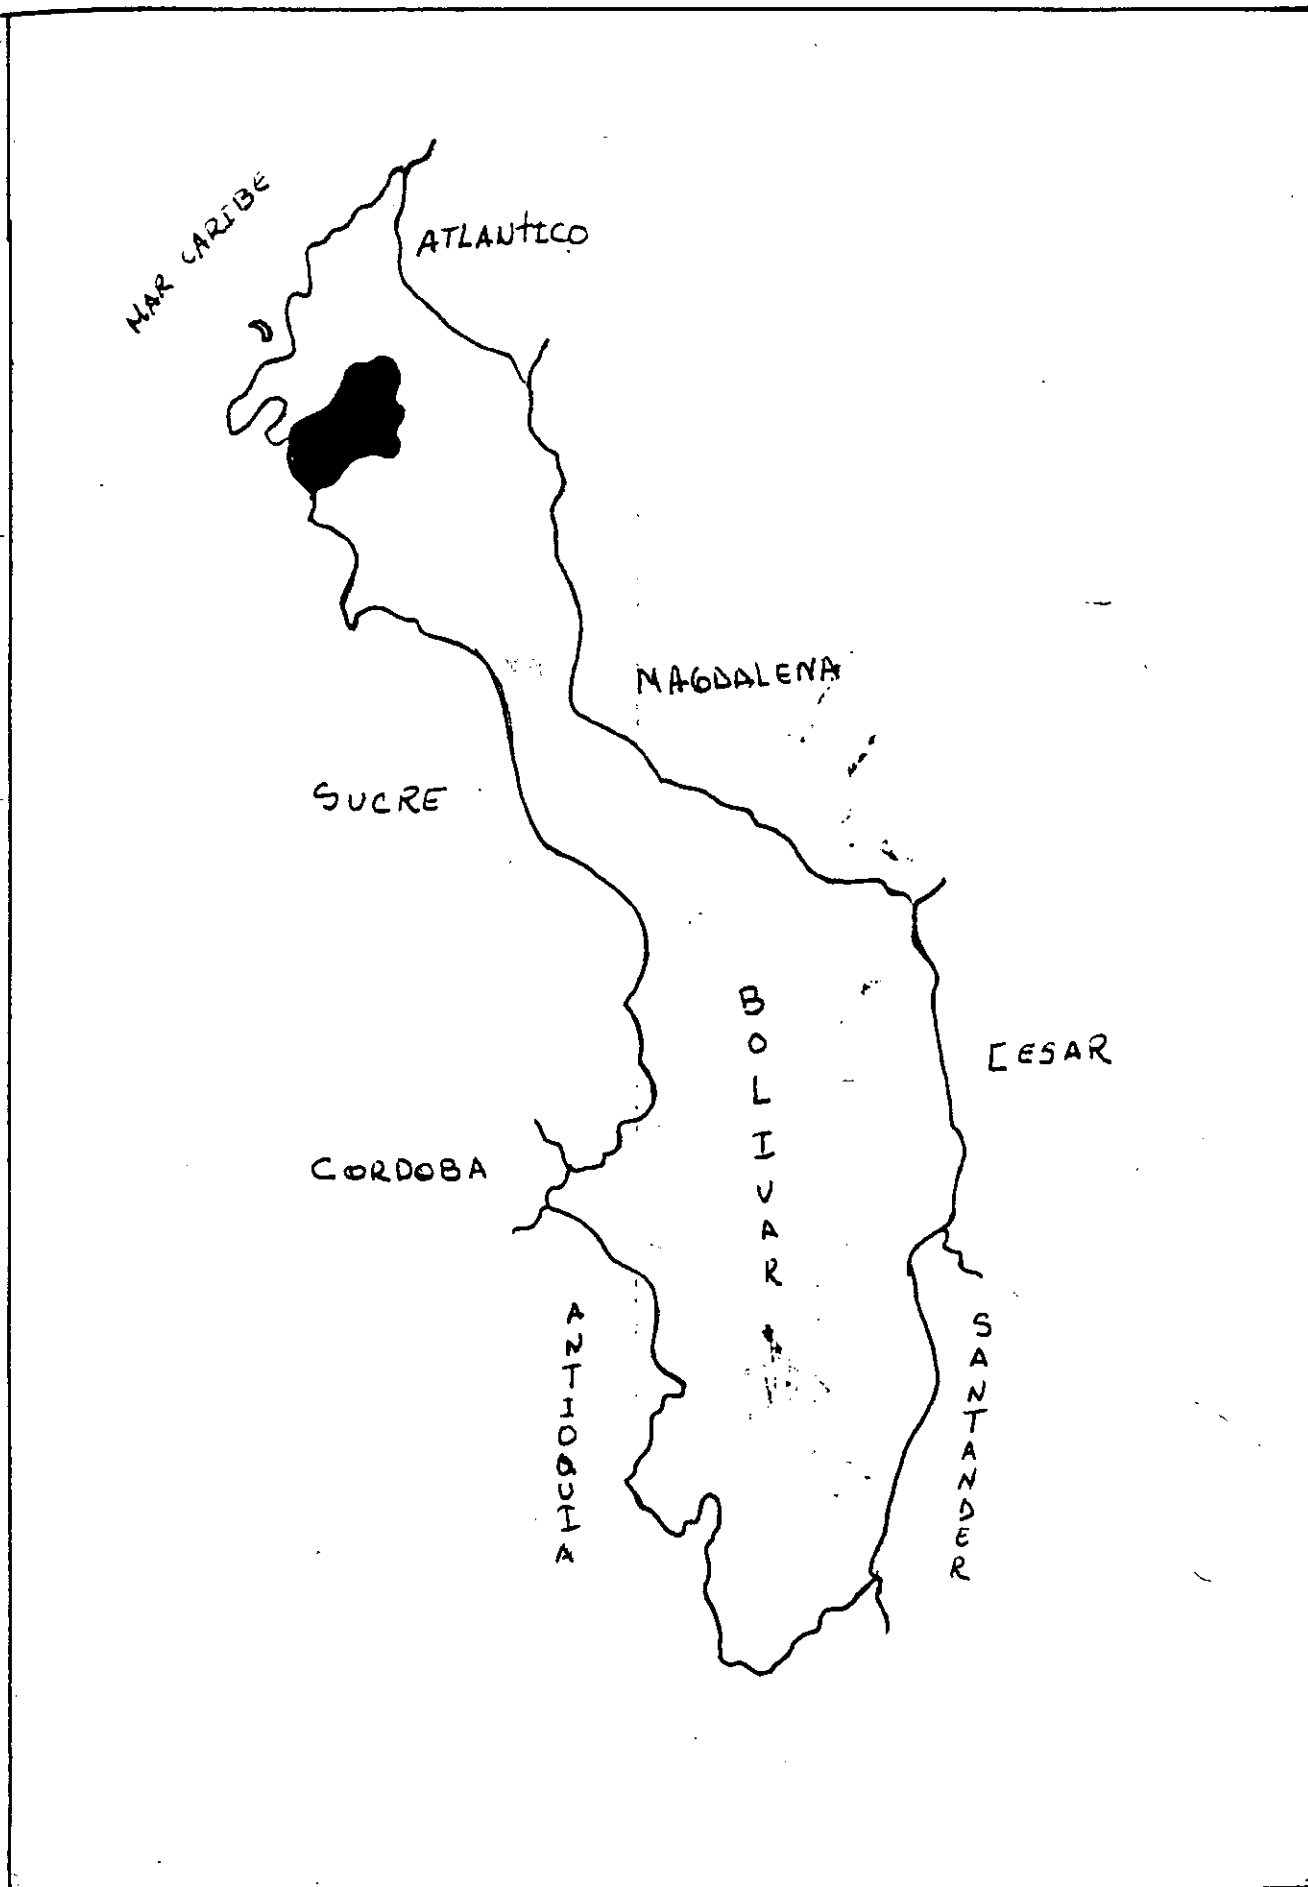 MAR CARIBE
ATLANTICO
MAGDALENA
SUCRE
BOLIVAR
CESAR
CORDOBA
ANTIOQUIA
SANTANDER